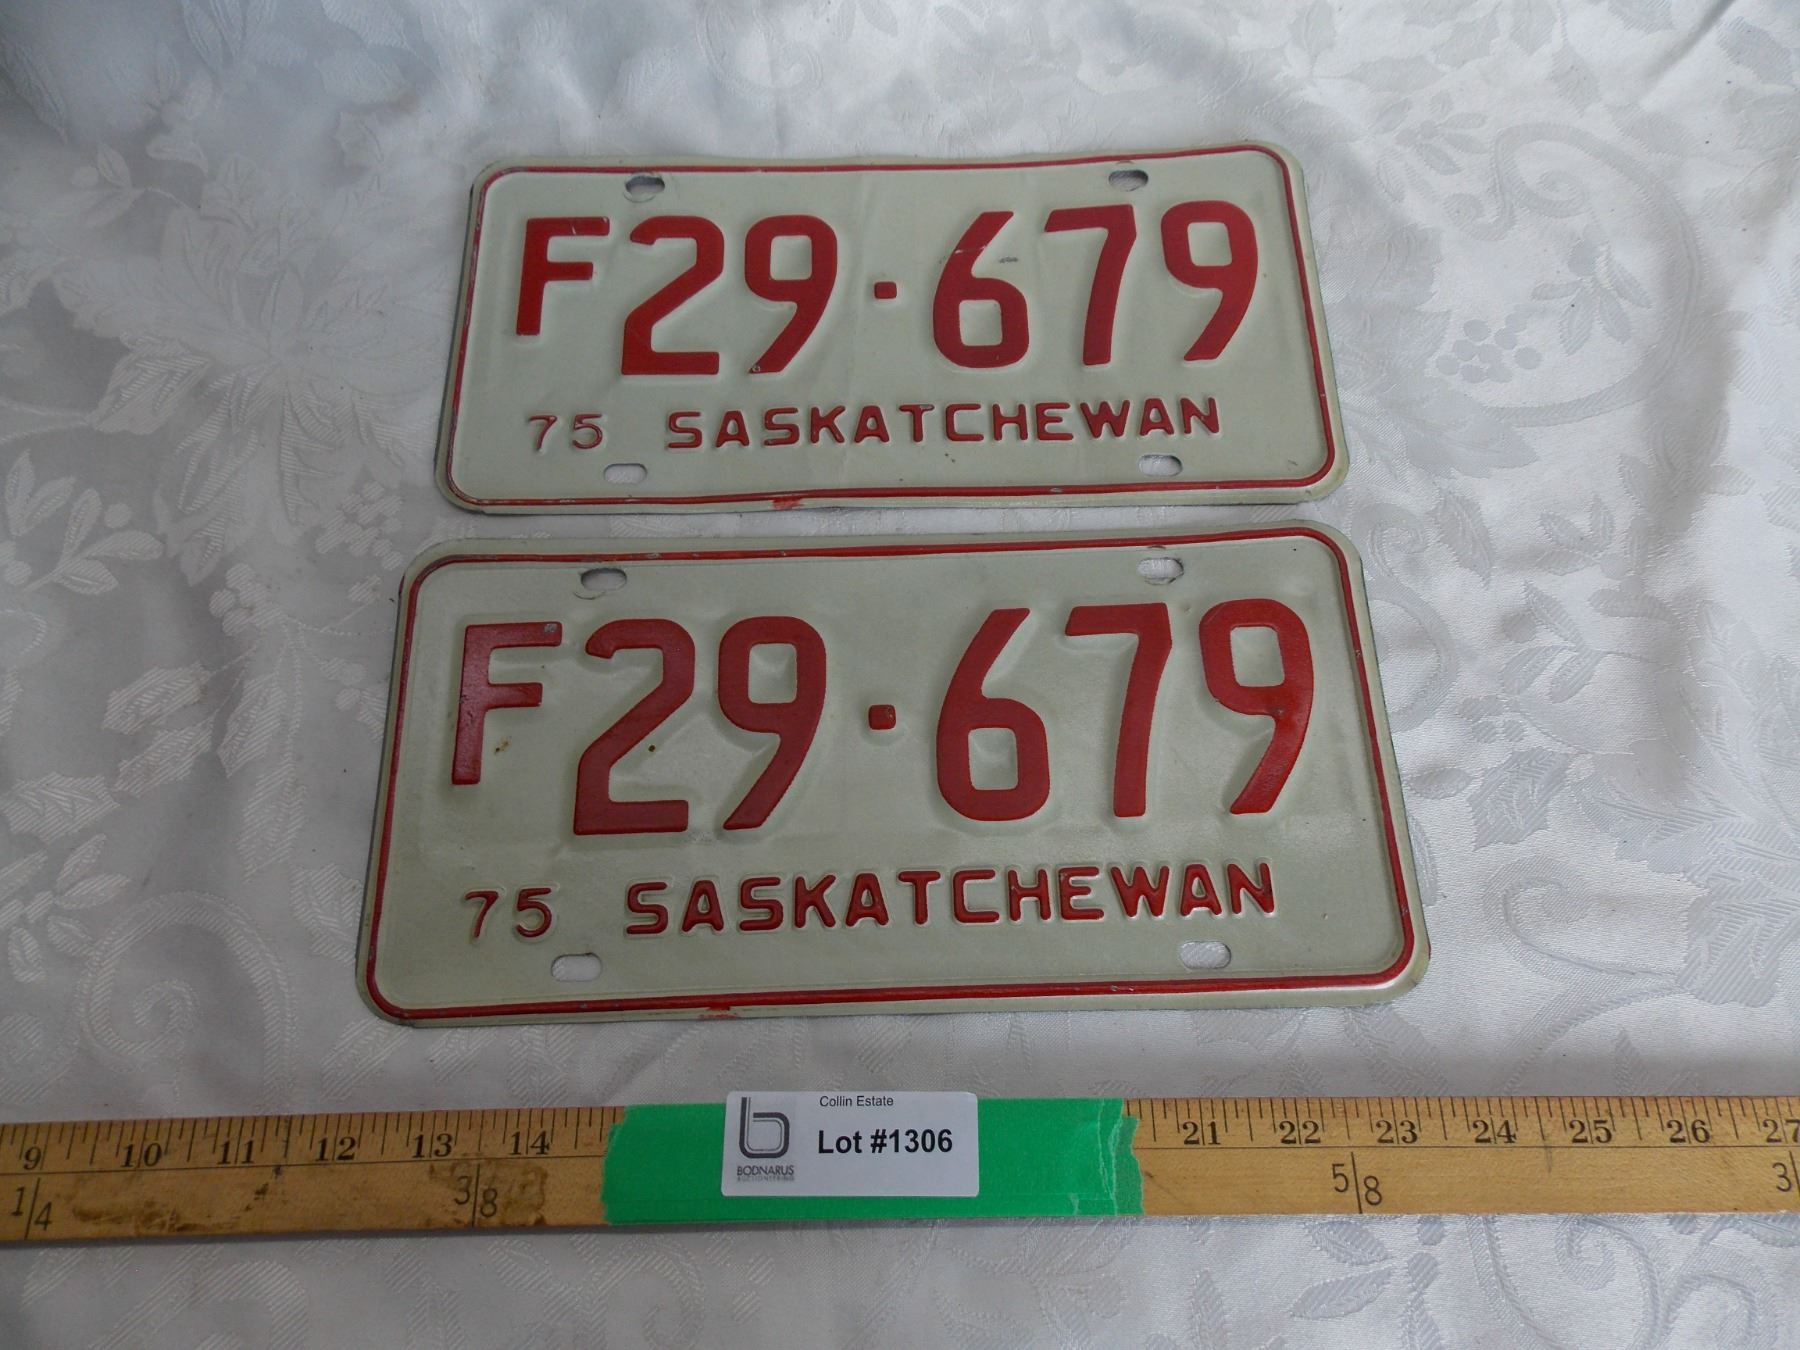 F29·679
75 SASKATCHEWAN
F29·679
75 SASKATCHEWAN
Collin Estate
Lot #1306
BODNARUS
AUCTIONEERING
9 10 11 12 13 14 21 22 23 24 25 26 27
1/4 3/8 5/8 3